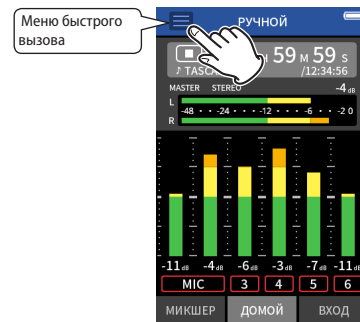 Меню быстрого
вызова
РУЧНОЙ
59 М 59 S
♪ TASCA /12:34:56
MASTER STEREO -4 dB
L
-48 · · -24 · · · -12 · · · -6 · · -2 0
R
-11 dB -4 dB -6 dB -3 dB -7 dB -11 dB
MIC 3 4 5 6
МИКШЕР ДОМОЙ ВХОД